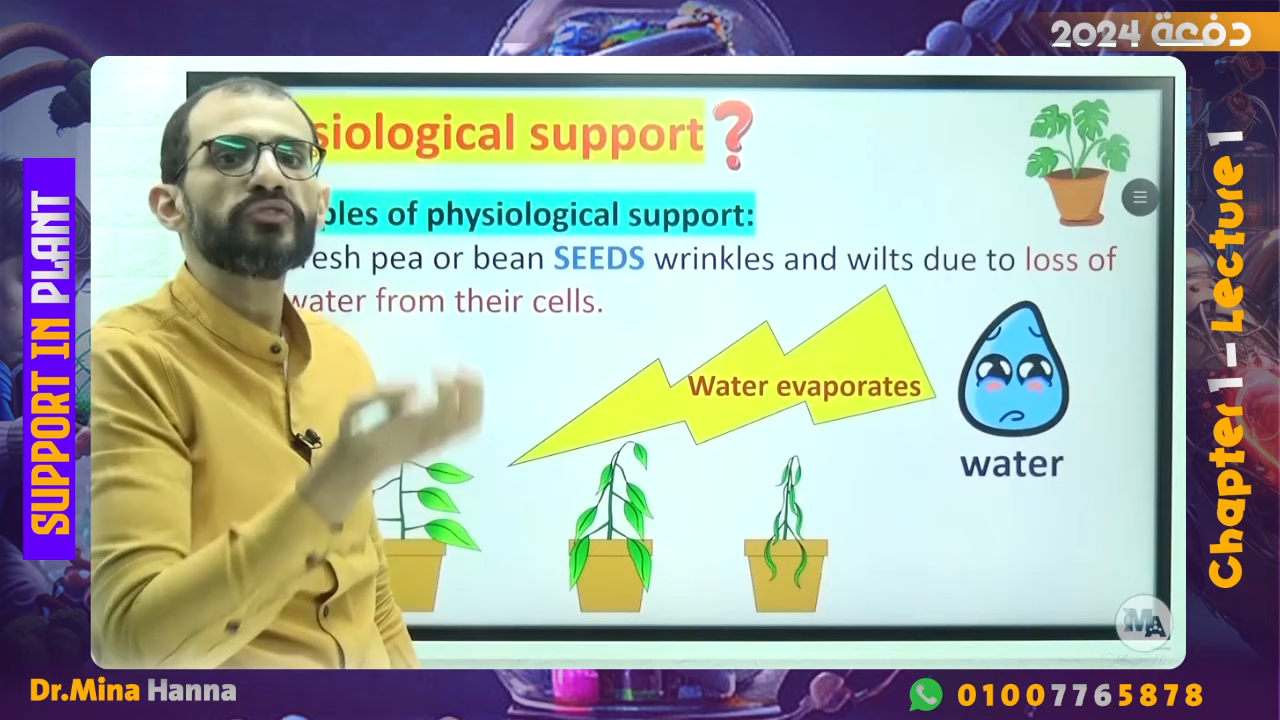 دفعة 2024
siological support?
ples of physiological support:
resh pea or bean SEEDS wrinkles and wilts due to loss of
water from their cells.
Water evaporates
water
SUPPORT IN PLANT
Chapter 1 - Lecture 1
MA
Dr.Mina Hanna
01007765878